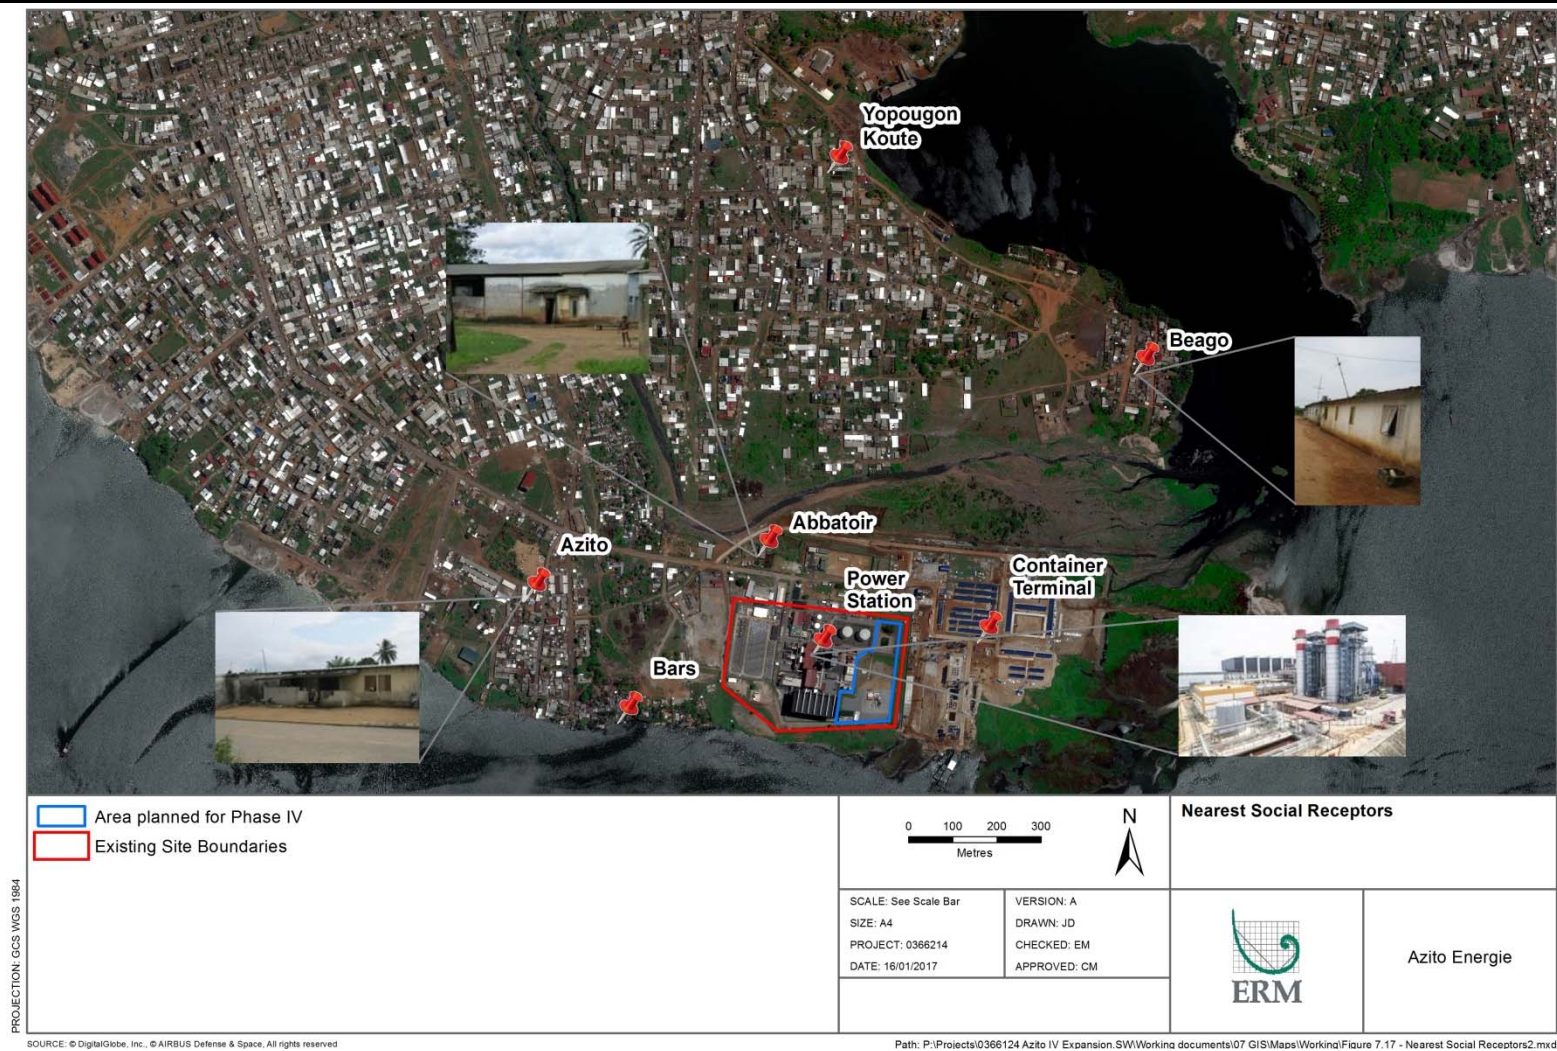 Yopougon
Koute
Beago
Abbatoir
Azito
Power
Station
Container
Terminal
Bars
Area planned for Phase IV
Existing Site Boundaries
0 100 200 300
Metres
N
Nearest Social Receptors
SCALE: See Scale Bar
SIZE: A4
PROJECT: 0366214
DATE: 16/01/2017
VERSION: A
DRAWN: JD
CHECKED: EM
APPROVED: CM
ERM
Azito Energie
PROJECTION: GCS WGS 1984
SOURCE: © DigitalGlobe, Inc., © AIRBUS Defense & Space, All rights reserved
Path: P:\Projects\0366124 Azito IV Expansion.SW\Working documents\07 GIS\Maps\Working\Figure 7.17 - Nearest Social Receptors2.mxd